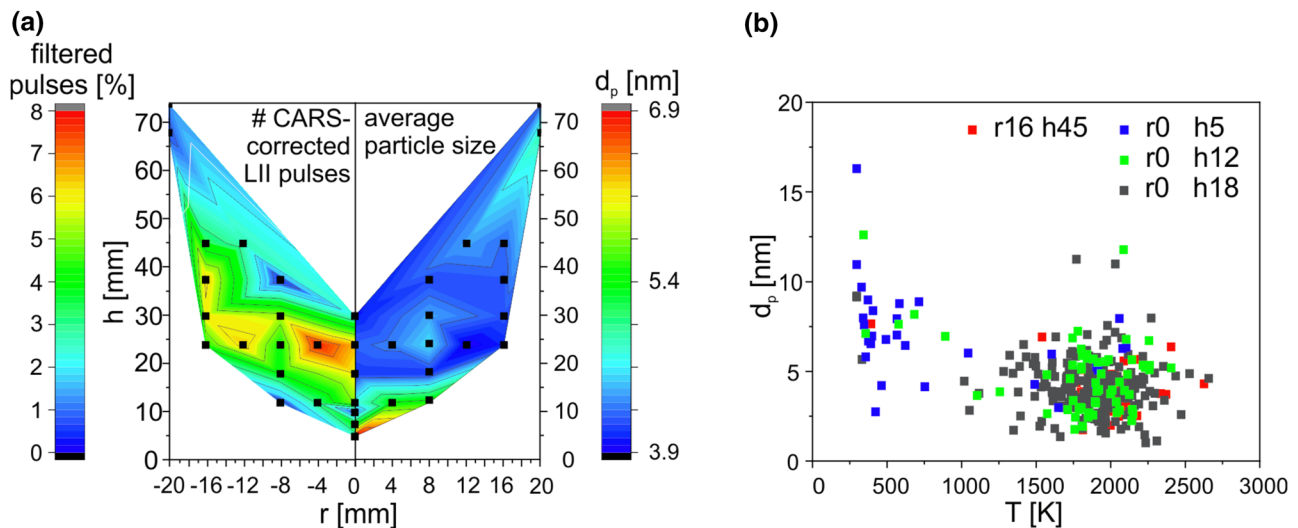 (a)
filtered
pulses [%]
8
7
6
5
4
3
2
1
0
h [mm]
70
60
50
40
30
20
10
0
# CARS-
corrected
LII pulses
average
particle size
70
60
50
40
30
20
10
0
-20 -16 -12 -8 -4 0 4 8 12 16 20
r [mm]
dp [nm]
6.9
5.4
3.9
(b)
dp [nm]
20
15
10
5
0
r16 h45
r0 h5
r0 h12
r0 h18
0 500 1000 1500 2000 2500 3000
T [K]